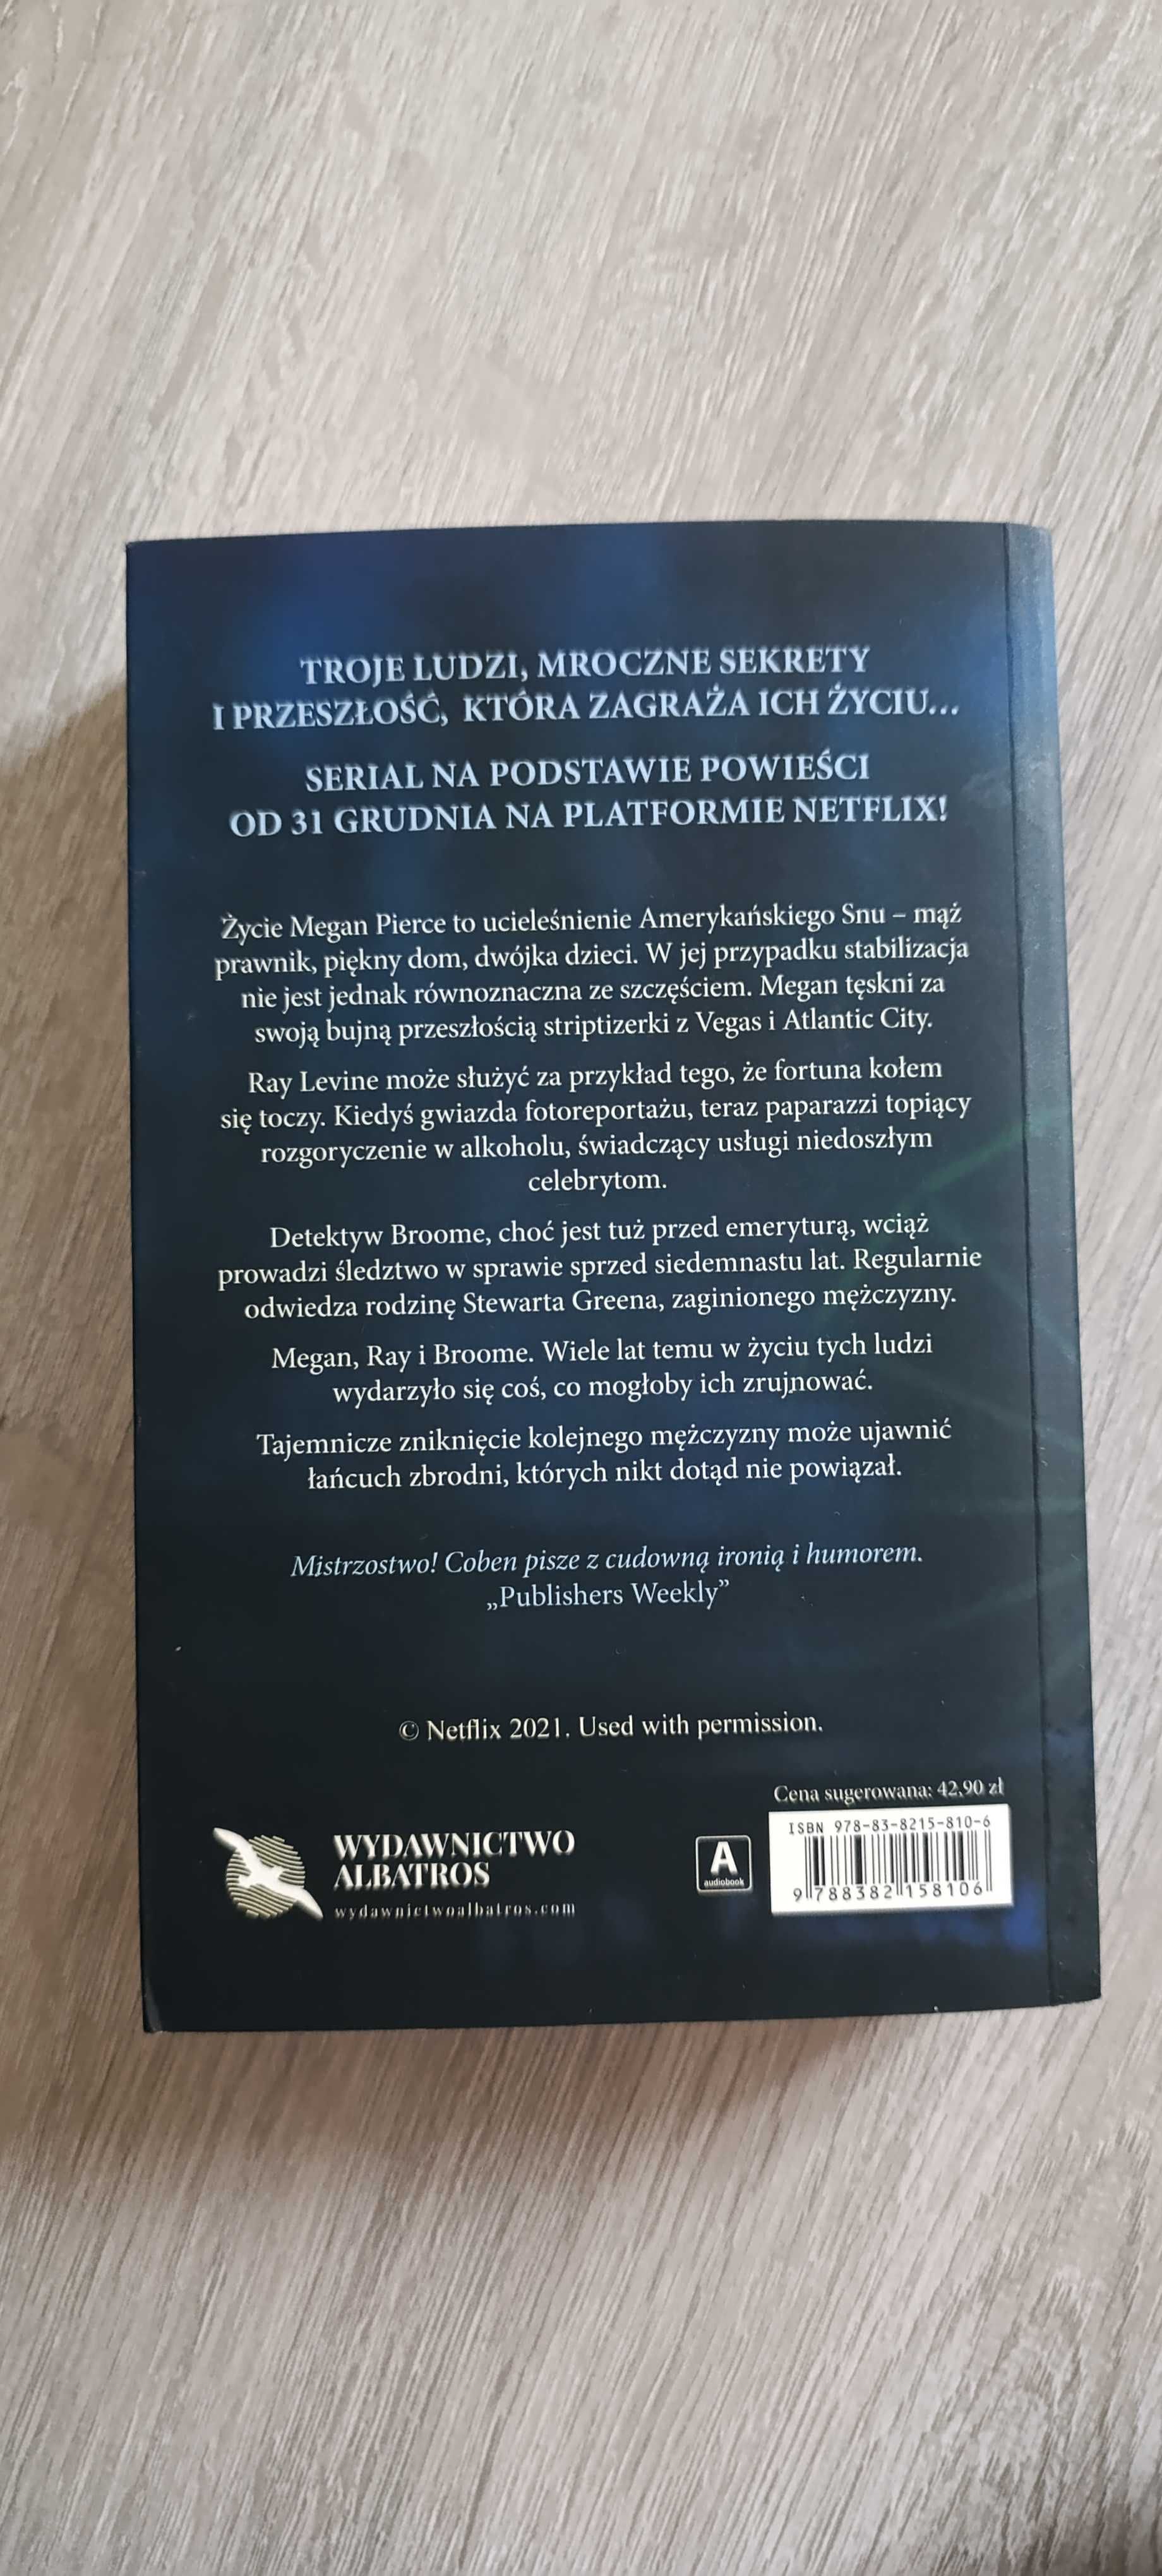 TROJE LUDZI, MROCZNE SEKRETY
I PRZESZŁOŚĆ, KTÓRA ZAGRAŻA ICH ŻYCIU...
SERIAL NA PODSTAWIE POWIEŚCI
OD 31 GRUDNIA NA PLATFORMIE NETFLIX!
Życie Megan Pierce to ucieleśnienie Amerykańskiego Snu – mąż
prawnik, piękny dom, dwójka dzieci. W jej przypadku stabilizacja
nie jest jednak równoznaczna ze szczęściem. Megan tęskni za
swoją bujną przeszłością striptizerki z Vegas i Atlantic City.
Ray Levine może służyć za przykład tego, że fortuna kołem
się toczy. Kiedyś gwiazda fotoreportażu, teraz paparazzi topiący
rozgoryczenie w alkoholu, świadczący usługi niedoszłym
celebrytom.
Detektyw Broome, choć jest tuż przed emeryturą, wciąż
prowadzi śledztwo w sprawie sprzed siedemnastu lat. Regularnie
odwiedza rodzinę Stewarta Greena, zaginionego mężczyzny.
Megan, Ray i Broome. Wiele lat temu w życiu tych ludzi
wydarzyło się coś, co mogłoby ich zrujnować.
Tajemnicze zniknięcie kolejnego mężczyzny może ujawnić
łańcuch zbrodni, których nikt dotąd nie powiązał.
Mistrzostwo! Coben pisze z cudowną ironią i humorem.
„Publishers Weekly”
© Netflix 2021. Used with permission.
Cena sugerowana: 42,90 zł
ISBN 978-83-8215-810-6
9 788382 158106
WYDAWNICTWO
ALBATROS
wydawnictwoalbatros.com
A
audiobook